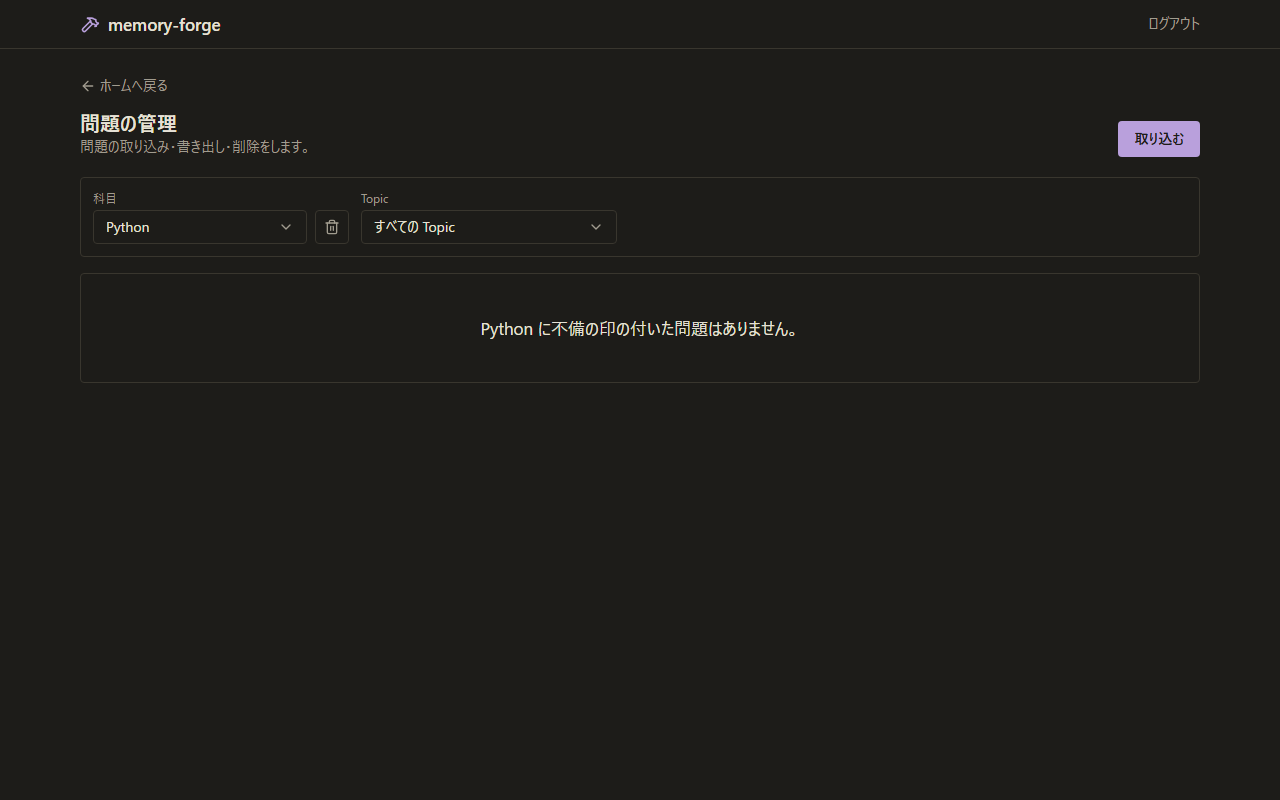 memory-forge
ログアウト
ホームへ戻る
問題の管理
問題の取り込み・書き出し・削除をします。
取り込む
科目
Topic
Python
すべての Topic
Python に不備の印の付いた問題はありません。